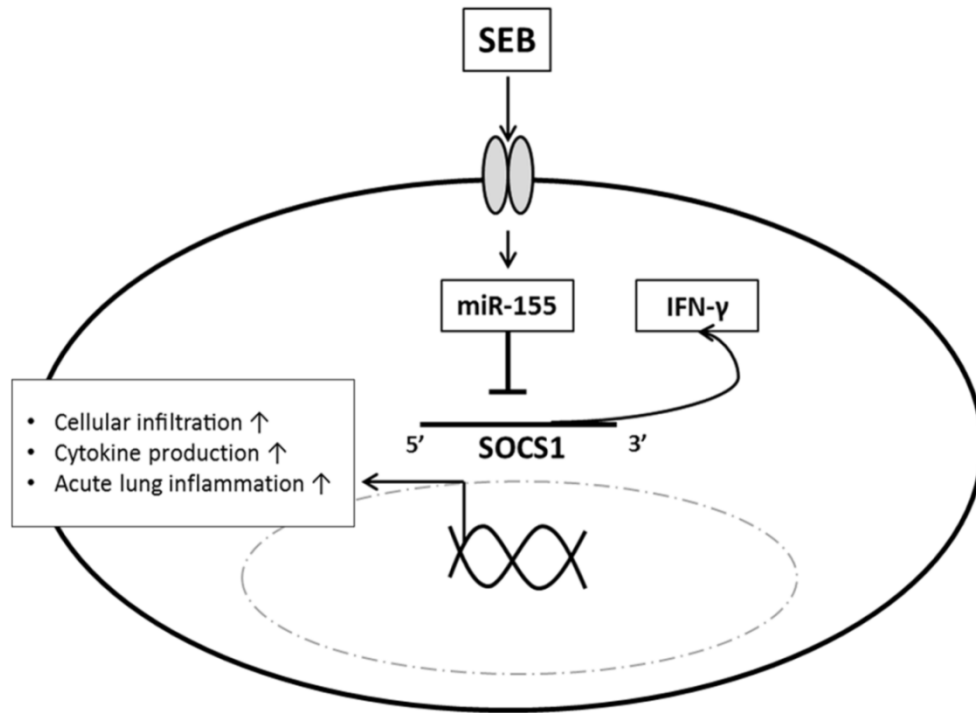 SEB
miR-155
IFN-γ
• Cellular infiltration ↑
• Cytokine production ↑
• Acute lung inflammation ↑
5’
SOCS1
3’